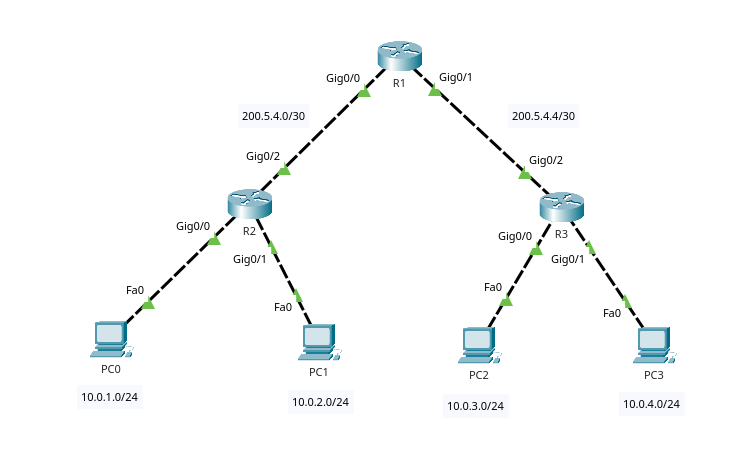 Gig0/0
Gig0/1
R1
200.5.4.0/30
200.5.4.4/30
Gig0/2
Gig0/2
Gig0/0
R2
R3
Gig0/0
Gig0/1
Gig0/1
Fa0
Fa0
Fa0
Fa0
PC0
PC1
PC2
PC3
10.0.1.0/24
10.0.2.0/24
10.0.3.0/24
10.0.4.0/24